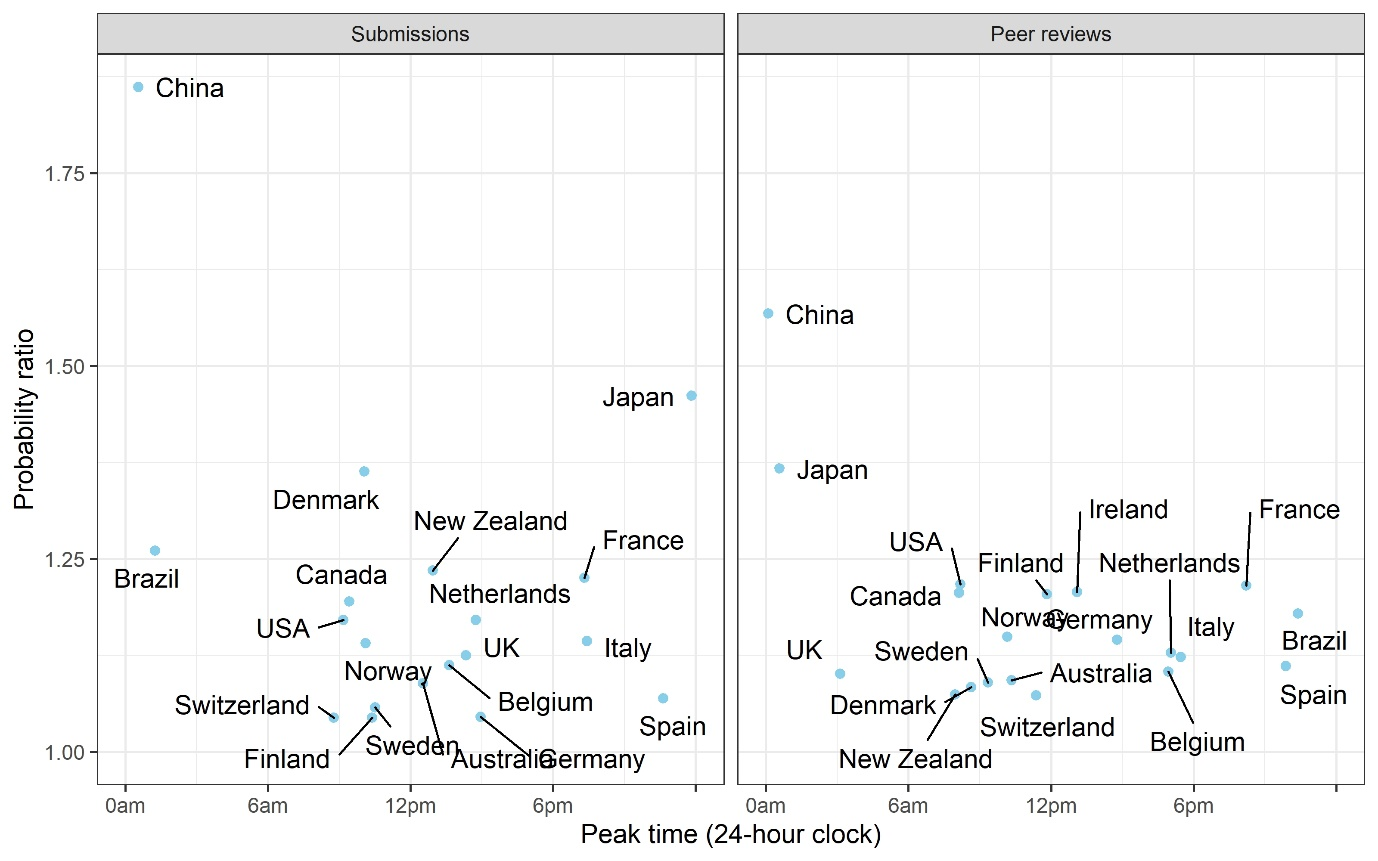 Submissions
Peer reviews
Probability ratio
1.75
1.50
1.25
1.00
China
Japan
Denmark
New Zealand
France
Brazil
Canada
Netherlands
USA
UK
Italy
Norway
Switzerland
Belgium
Spain
Sweden
Finland
Australia
Germany
0am
6am
12pm
6pm
China
Japan
Ireland
France
USA
Finland
Netherlands
Canada
Norway
Germany
Italy
Brazil
UK
Sweden
Australia
Spain
Denmark
Switzerland
Belgium
New Zealand
0am
6am
12pm
6pm
Peak time (24-hour clock)